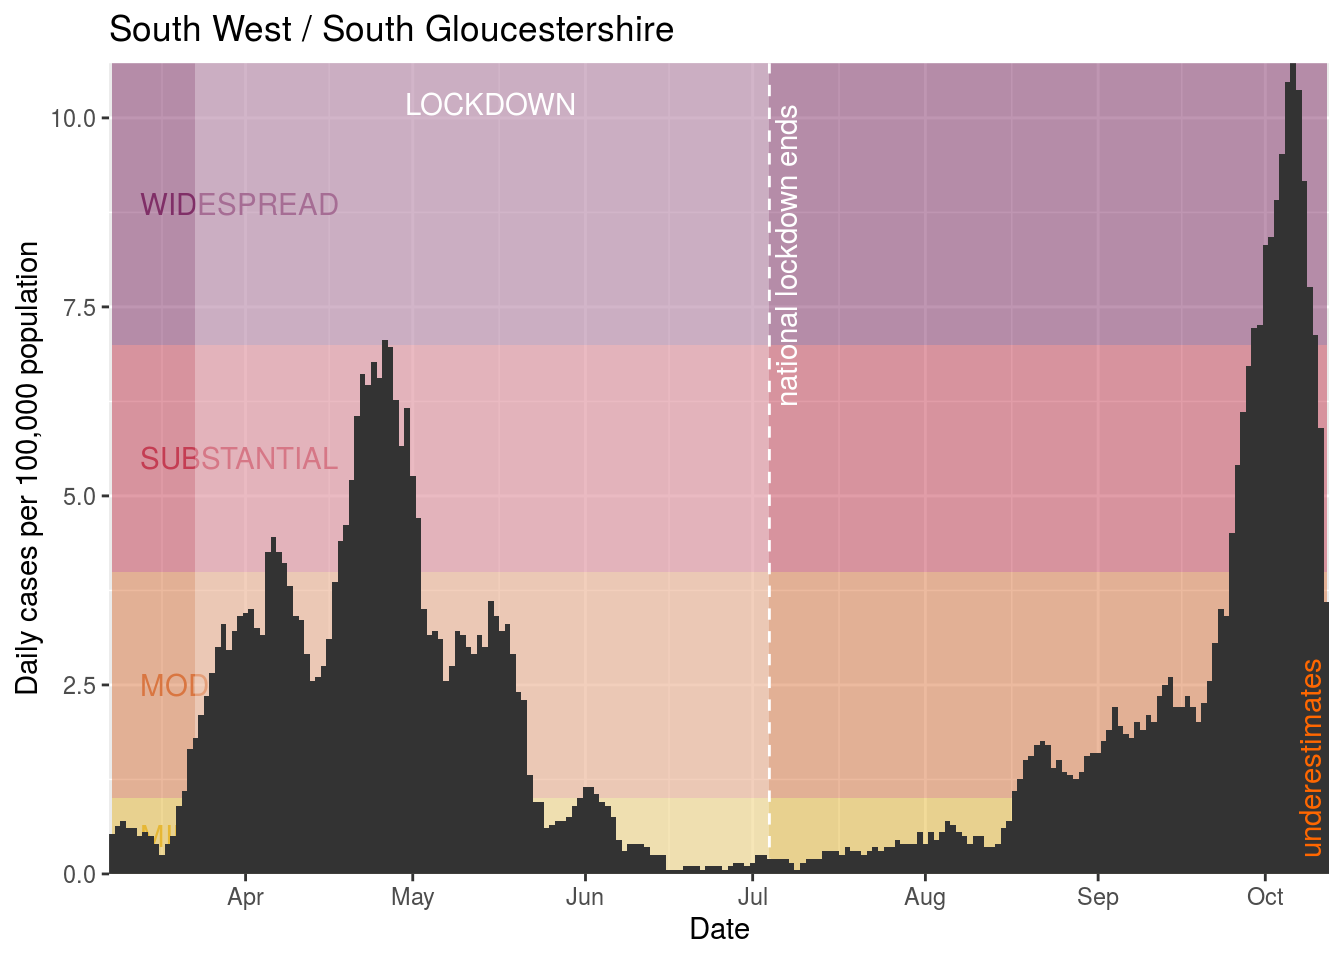 South West / South Gloucestershire
LOCKDOWN
national lockdown ends
WIDESPREAD
SUBSTANTIAL
MOD
underestimates
10.0
7.5
5.0
2.5
0.0
Daily cases per 100,000 population
Apr
May
Jun
Jul
Aug
Sep
Oct
Date